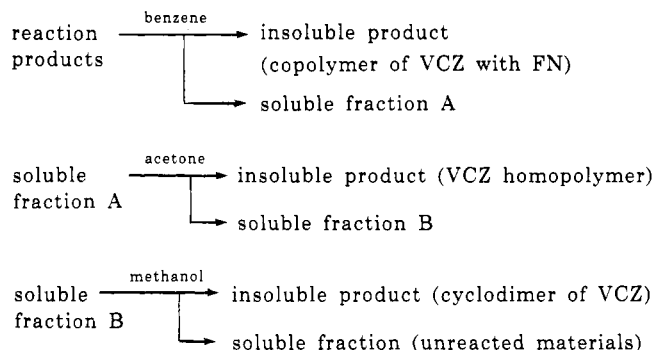 benzene
reaction products
insoluble product
(copolymer of VCZ with FN)
soluble fraction A
acetone
soluble fraction A
insoluble product (VCZ homopolymer)
soluble fraction B
methanol
soluble fraction B
insoluble product (cyclodimer of VCZ)
soluble fraction (unreacted materials)